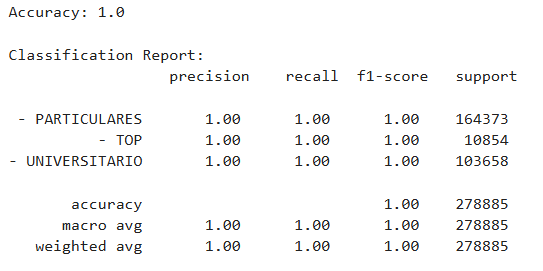 Accuracy: 1.0
Classification Report:
precision recall f1-score support
- PARTICULARES 1.00 1.00 1.00 164373
- TOP 1.00 1.00 1.00 10854
- UNIVERSITARIO 1.00 1.00 1.00 103658
accuracy 1.00 278885
macro avg 1.00 1.00 1.00 278885
weighted avg 1.00 1.00 1.00 278885